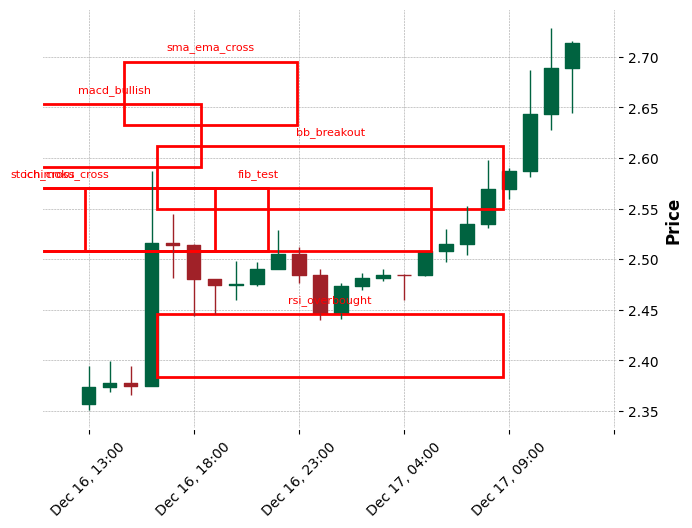 sma_ema_cross
2.70
macd_bullish
2.65
bb_breakout
2.60
fib_test
2.55
Price
2.50
rsi_overbought
2.45
2.40
2.35
Dec 16, 13:00
Dec 16, 18:00
Dec 16, 23:00
Dec 17, 04:00
Dec 17, 09:00